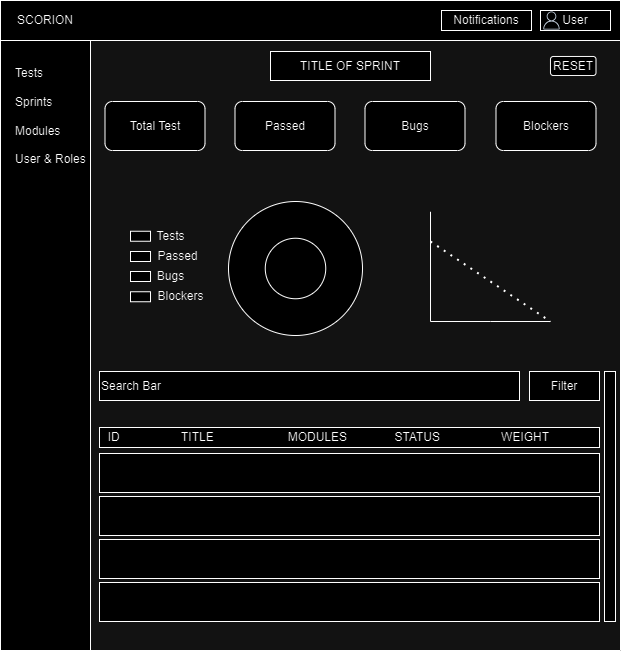 SCORION
Notifications
User
Tests
Sprints
Modules
User & Roles
TITLE OF SPRINT
RESET
Total Test
Passed
Bugs
Blockers
Tests
Passed
Bugs
Blockers
Search Bar
Filter
ID TITLE MODULES STATUS WEIGHT